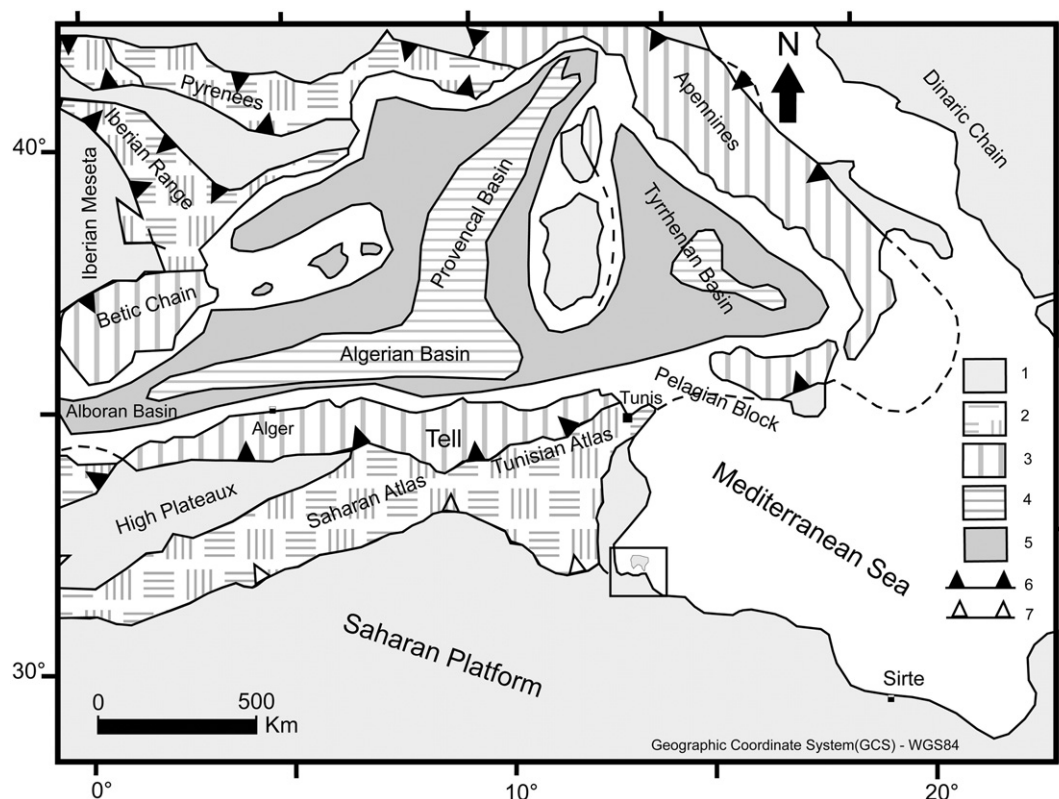 N
Pyrenees
Apennines
Dinaric Chain
40°
Iberian Range
Iberian Meseta
Provencal Basin
Tyrrhenian Basin
Betic Chain
Algerian Basin
Pelagian Block
1
Alboran Basin
Tunis
Alger
2
Tell
Tunisian Atlas
3
High Plateaux
Saharan Atlas
Mediterranean Sea
4
5
6
7
Saharan Platform
30°
Sirte
0 500
Km
Geographic Coordinate System(GCS) - WGS84
0° 10° 20°